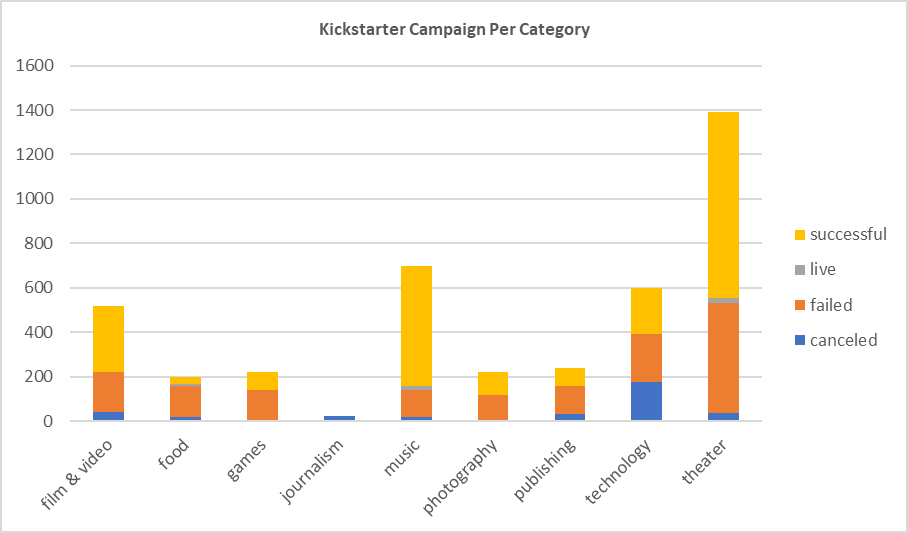 Kickstarter Campaign Per Category
1600
1400
1200
1000
800
600
400
200
0
film & video
food
games
journalism
music
photography
publishing
technology
theater
successful
live
failed
canceled